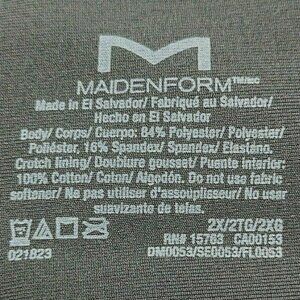 M
MAIDENFORM™/MC
Made in El Salvador/ Fabriqué au Salvador/
Hecho en El Salvador
Body/ Corps/ Cuerpo: 84% Polyester/ Polyester/
Poliéster, 16% Spandex/ Spandex/ Elastano.
Crotch lining/ Doublure gousset/ Puente interior:
100% Cotton/ Coton/ Algodón. Do not use fabric
softener/ Ne pas utiliser d'assouplisseur/ No usar
suavizante de telas.
2X/2TG/2XG
RN# 15763 CA00153
021823 DM0053/SE0053/FL0053